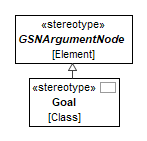 «stereotype»
GSNArgumentNode
[Element]
«stereotype»
Goal
[Class]